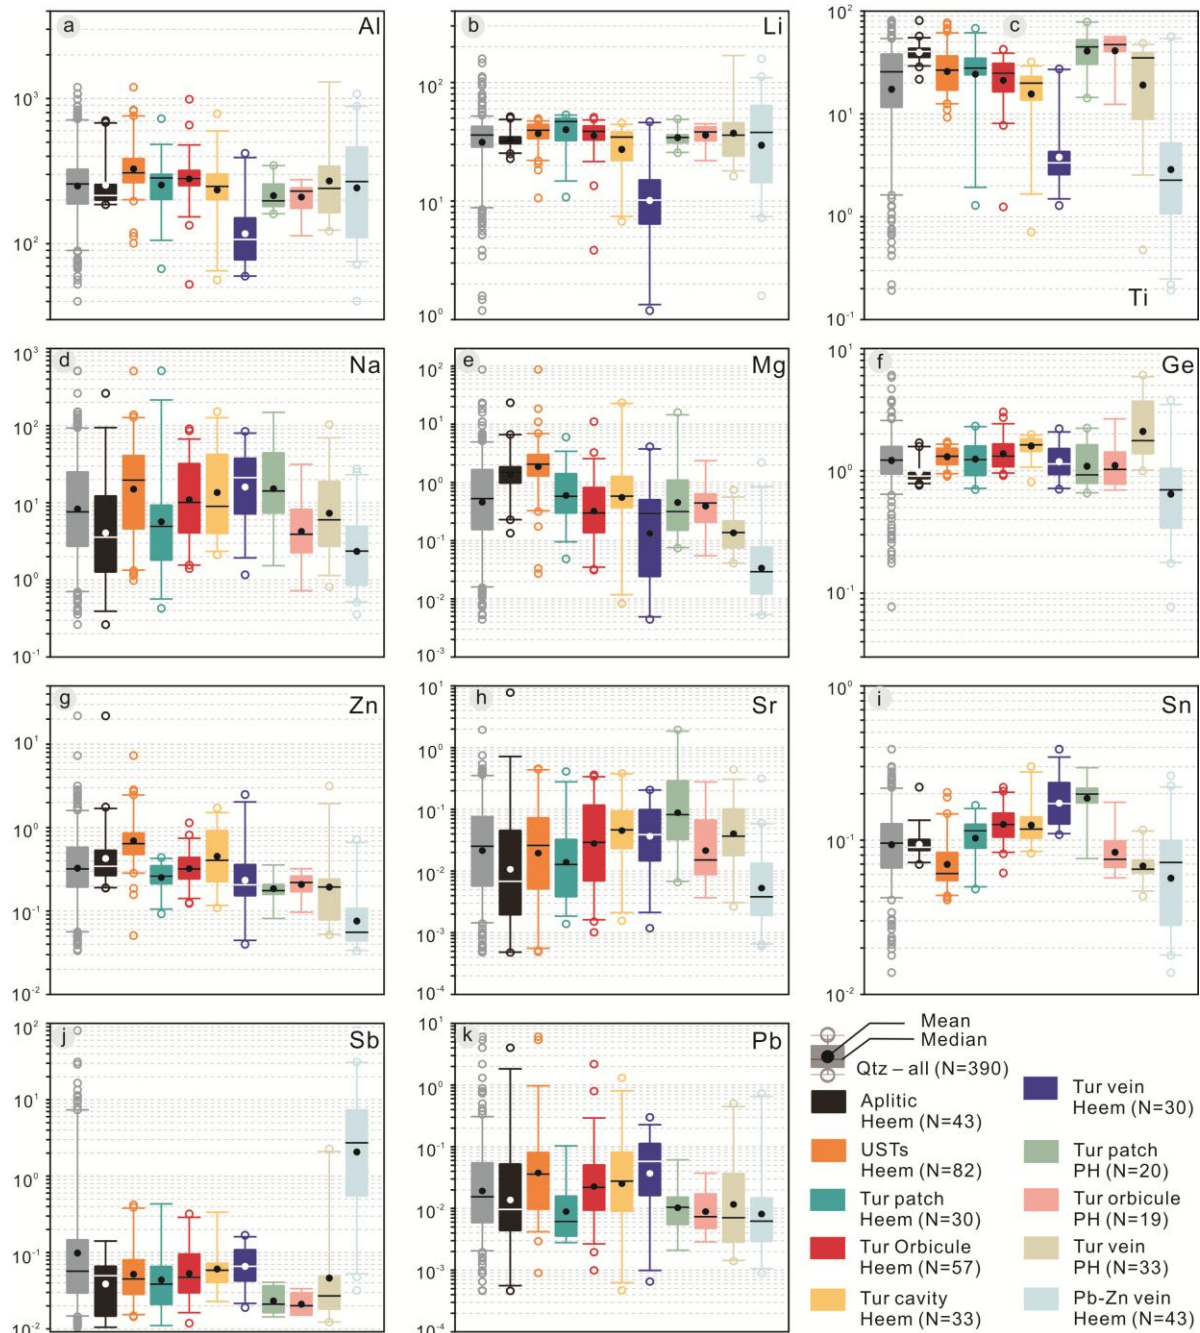 a
Al
10³
10²
b
Li
10²
10¹
10⁰
c
Ti
10²
10¹
10⁰
10⁻¹
d
Na
10³
10²
10¹
10⁰
10⁻¹
e
Mg
10²
10¹
10⁰
10⁻¹
10⁻²
10⁻³
f
Ge
10¹
10⁰
10⁻¹
g
Zn
10¹
10⁰
10⁻¹
10⁻²
h
Sr
10¹
10⁰
10⁻¹
10⁻²
10⁻³
10⁻⁴
i
Sn
10⁰
10⁻¹
10⁻²
j
Sb
10²
10¹
10⁰
10⁻¹
10⁻²
k
Pb
10¹
10⁰
10⁻¹
10⁻²
10⁻³
10⁻⁴
Mean
Median
Qtz – all (N=390)
Aplitic
Heem (N=43)
USTs
Heem (N=82)
Tur patch
Heem (N=30)
Tur Orbicule
Heem (N=57)
Tur cavity
Heem (N=33)
Tur vein
Heem (N=30)
Tur patch
PH (N=20)
Tur orbicule
PH (N=19)
Tur vein
PH (N=33)
Pb-Zn vein
Heem (N=43)